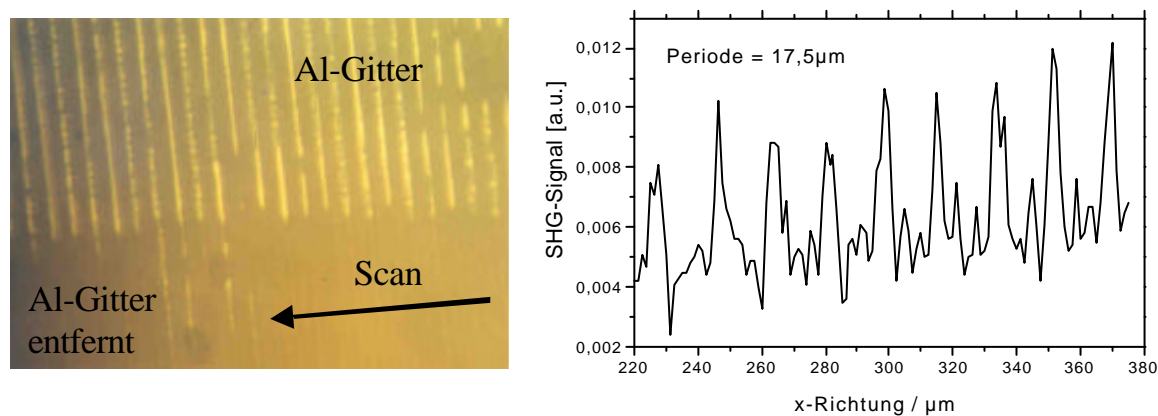 Al-Gitter
Scan
Al-Gitter
entfernt
Periode = 17,5µm
SHG-Signal [a.u.]
0,012
0,010
0,008
0,006
0,004
0,002
220 240 260 280 300 320 340 360 380
x-Richtung / µm